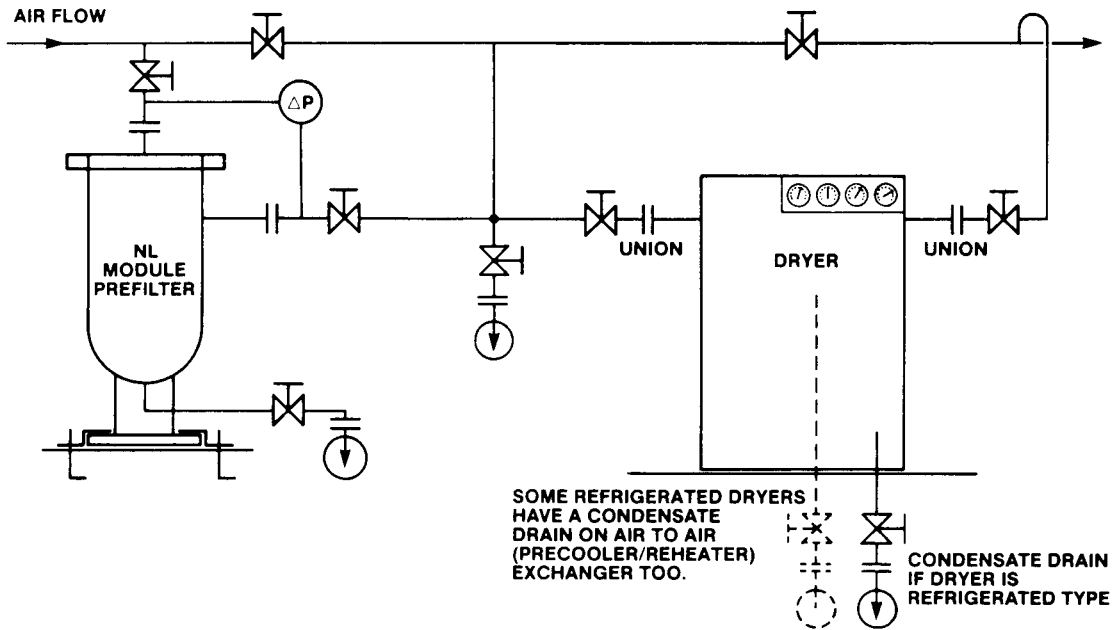 AIR FLOW
ΔP
NL
MODULE
PREFILTER
UNION
DRYER
UNION
SOME REFRIGERATED DRYERS
HAVE A CONDENSATE
DRAIN ON AIR TO AIR
(PRECOOLER/REHEATER)
EXCHANGER TOO.
CONDENSATE DRAIN
IF DRYER IS
REFRIGERATED TYPE